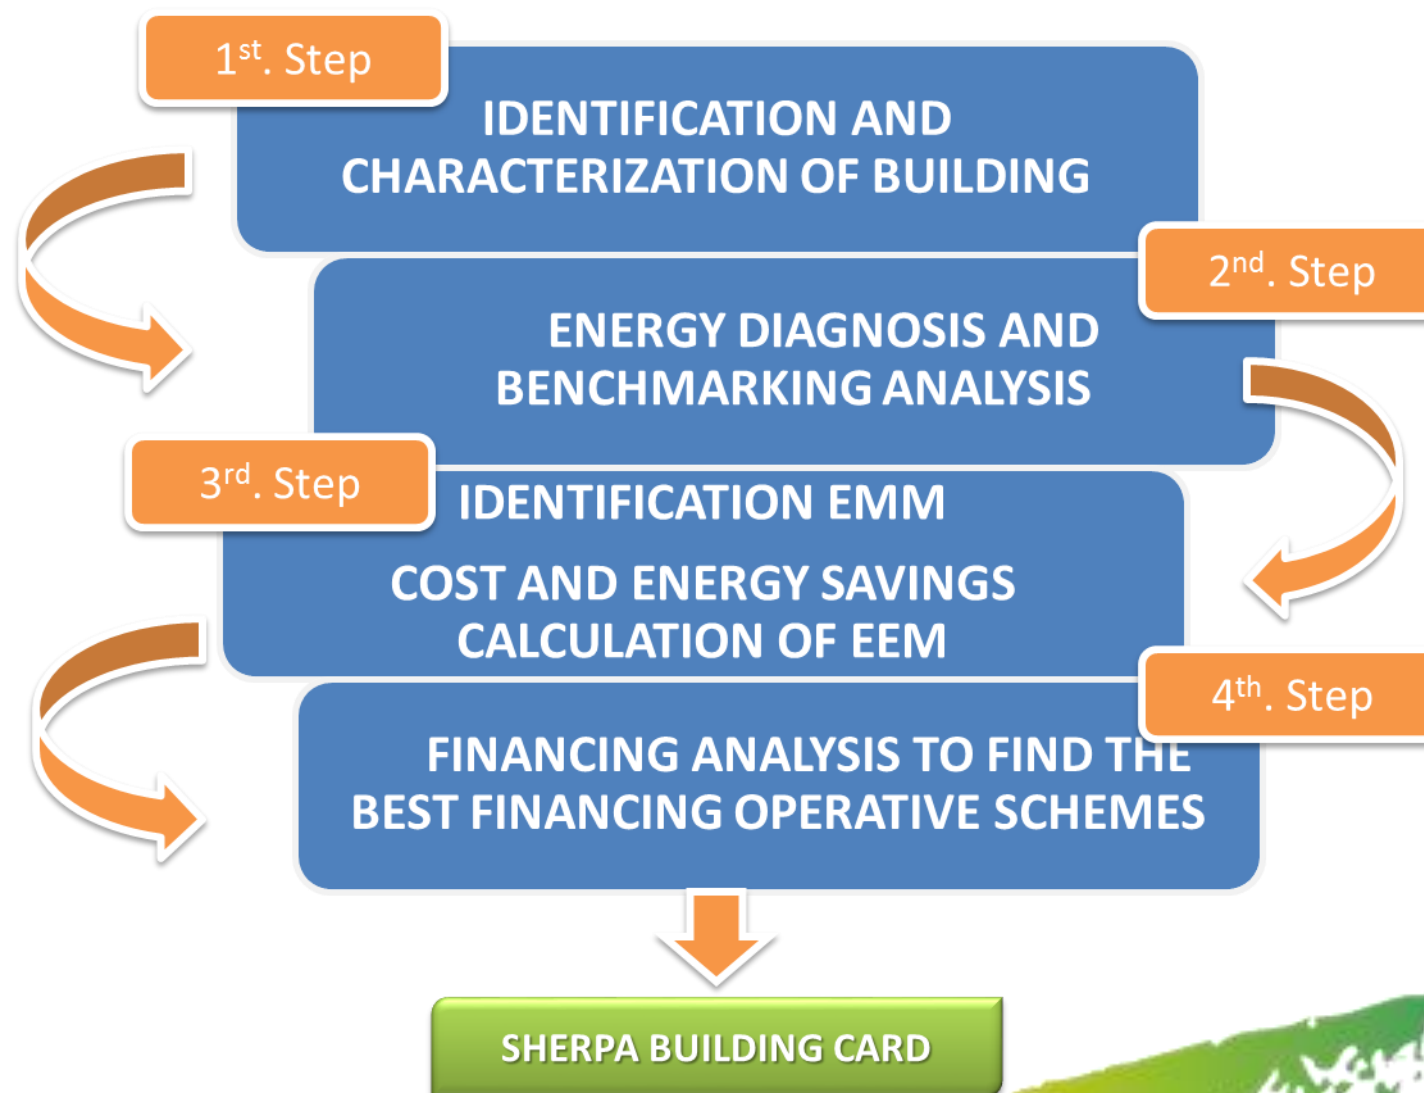 1st. Step
IDENTIFICATION AND
CHARACTERIZATION OF BUILDING
2nd. Step
ENERGY DIAGNOSIS AND
BENCHMARKING ANALYSIS
3rd. Step
IDENTIFICATION EMM
COST AND ENERGY SAVINGS
CALCULATION OF EEM
4th. Step
FINANCING ANALYSIS TO FIND THE
BEST FINANCING OPERATIVE SCHEMES
SHERPA BUILDING CARD